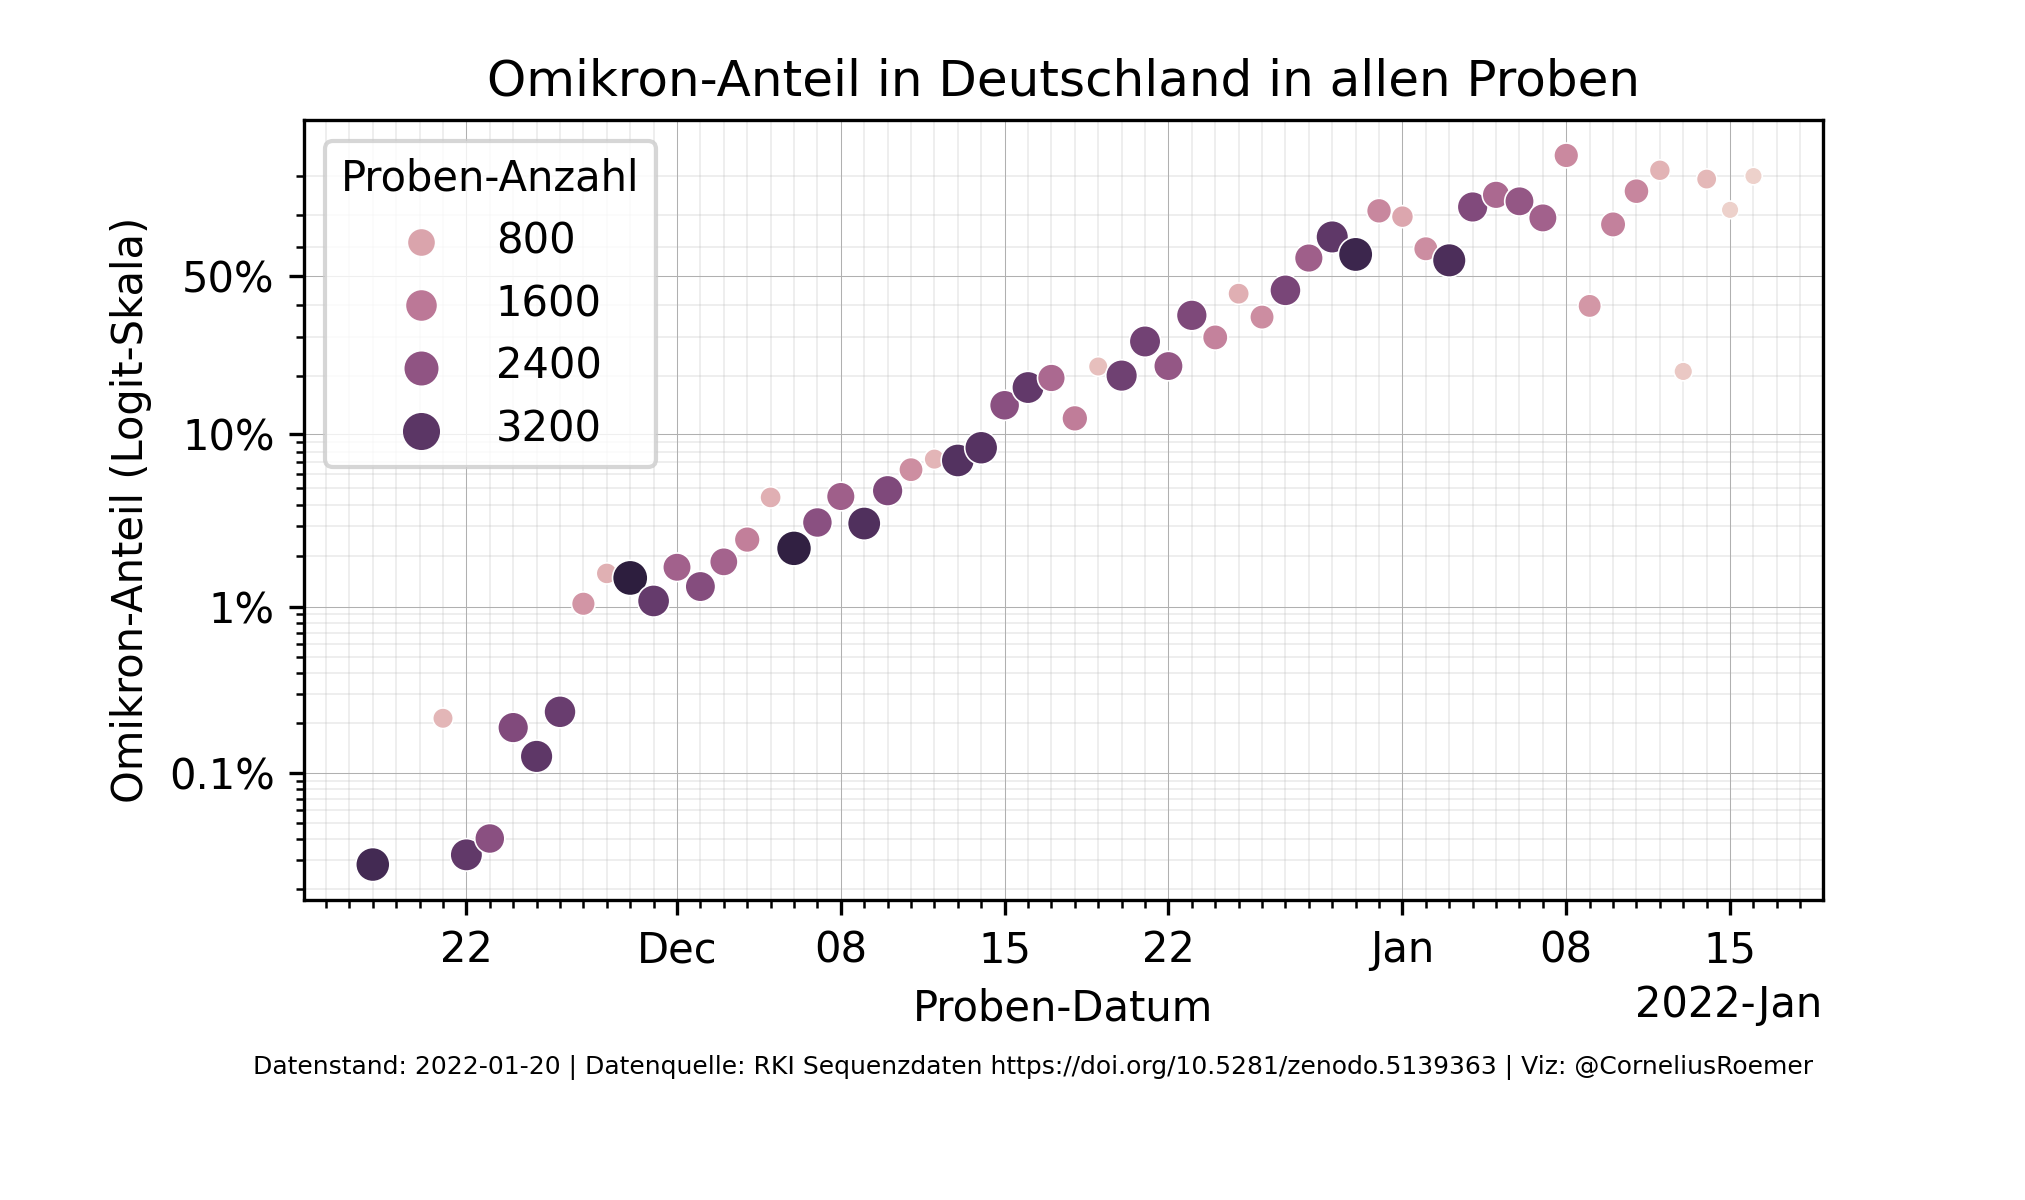 Omikron-Anteil in Deutschland in allen Proben
Proben-Anzahl
800
1600
2400
3200
Omikron-Anteil (Logit-Skala)
50%
10%
1%
0.1%
22 Dec 08 15 22 Jan 08 15
Proben-Datum
2022-Jan
Datenstand: 2022-01-20 | Datenquelle: RKI Sequenzdaten https://doi.org/10.5281/zenodo.5139363 | Viz: @CorneliusRoemer